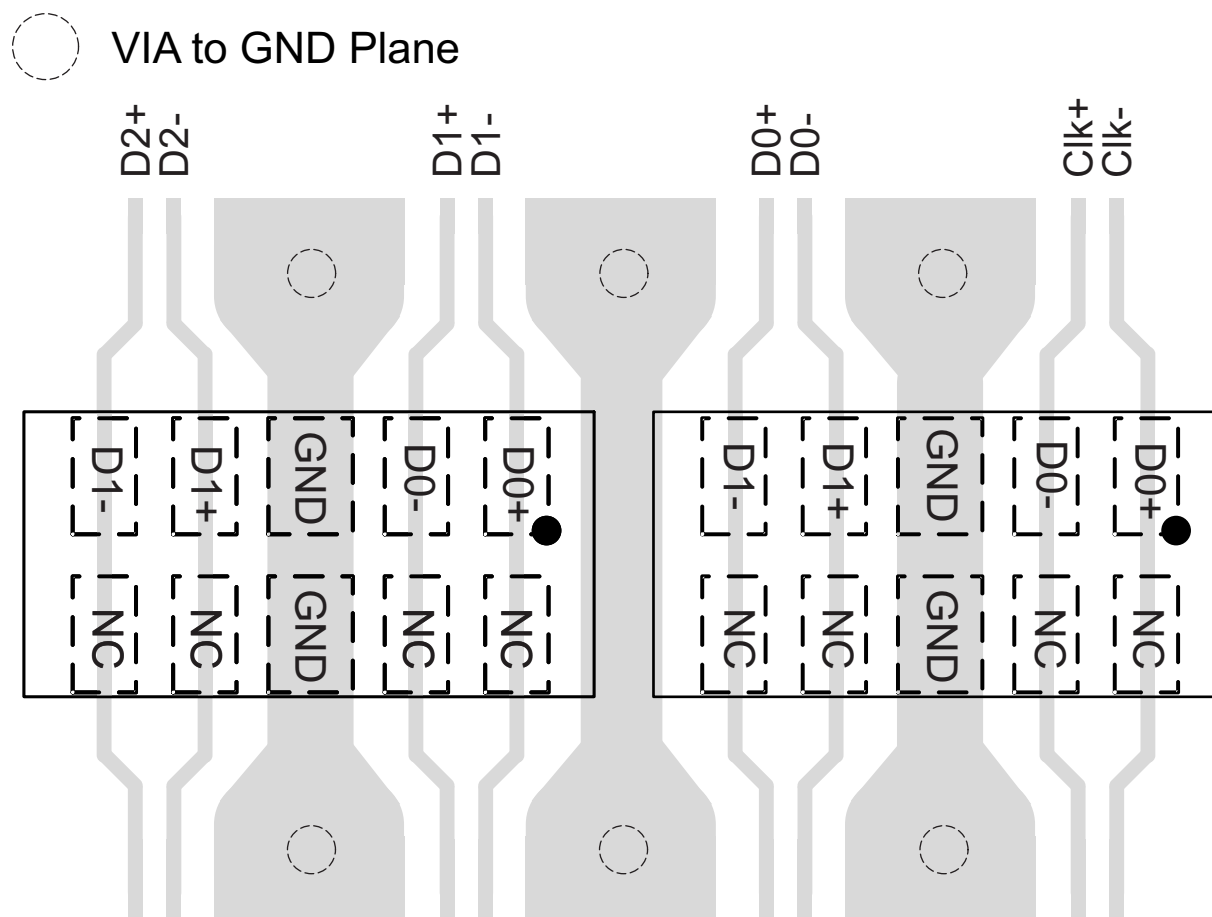 VIA to GND Plane
D2+ D2- D1+ D1- D0+ D0- Clk+ Clk-
D1- D1+ GND D0- D0+ D1- D1+ GND D0- D0+
NC NC GND NC NC NC NC GND NC NC